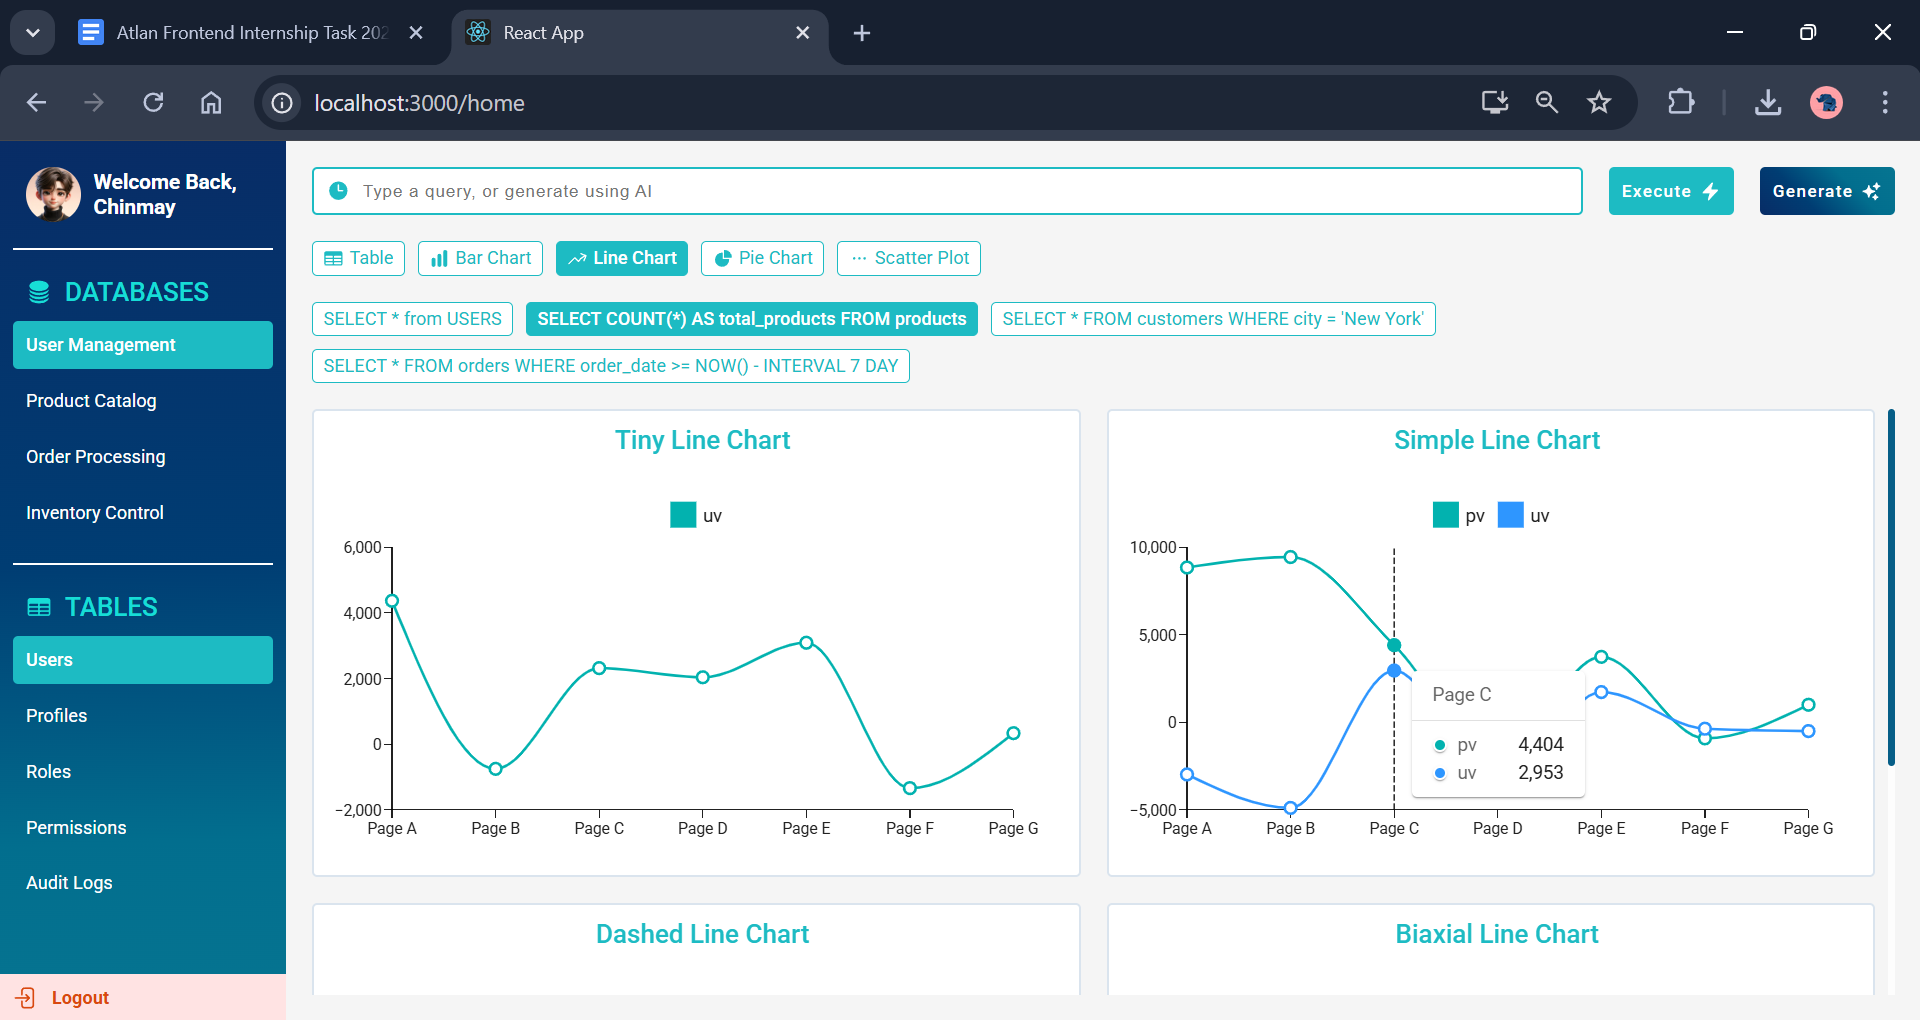 Atlan Frontend Internship Task 202
React App
localhost:3000/home
Welcome Back,
Chinmay
DATABASES
User Management
Product Catalog
Order Processing
Inventory Control
TABLES
Users
Profiles
Roles
Permissions
Audit Logs
Logout
Type a query, or generate using AI
Execute
Generate
Table
Bar Chart
Line Chart
Pie Chart
Scatter Plot
SELECT * from USERS
SELECT COUNT(*) AS total_products FROM products
SELECT * FROM customers WHERE city = 'New York'
SELECT * FROM orders WHERE order_date >= NOW() - INTERVAL 7 DAY
Tiny Line Chart
uv
6,000
4,000
2,000
0
−2,000
Page A
Page B
Page C
Page D
Page E
Page F
Page G
Simple Line Chart
pv
uv
10,000
5,000
0
−5,000
Page A
Page B
Page C
Page D
Page E
Page F
Page G
Page C
pv 4,404
uv 2,953
Dashed Line Chart
Biaxial Line Chart